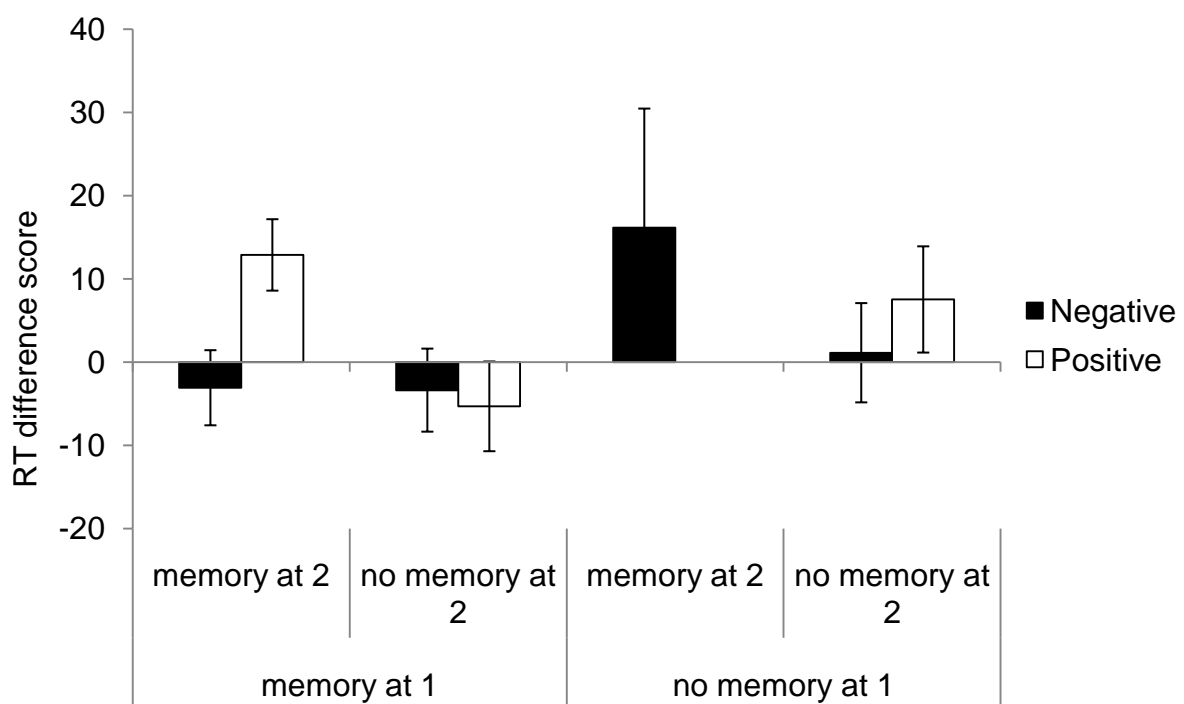 40
30
20
10
0
-10
-20
RT difference score
Negative
Positive
memory at 2
no memory at
2
memory at 2
no memory at
2
memory at 1
no memory at 1